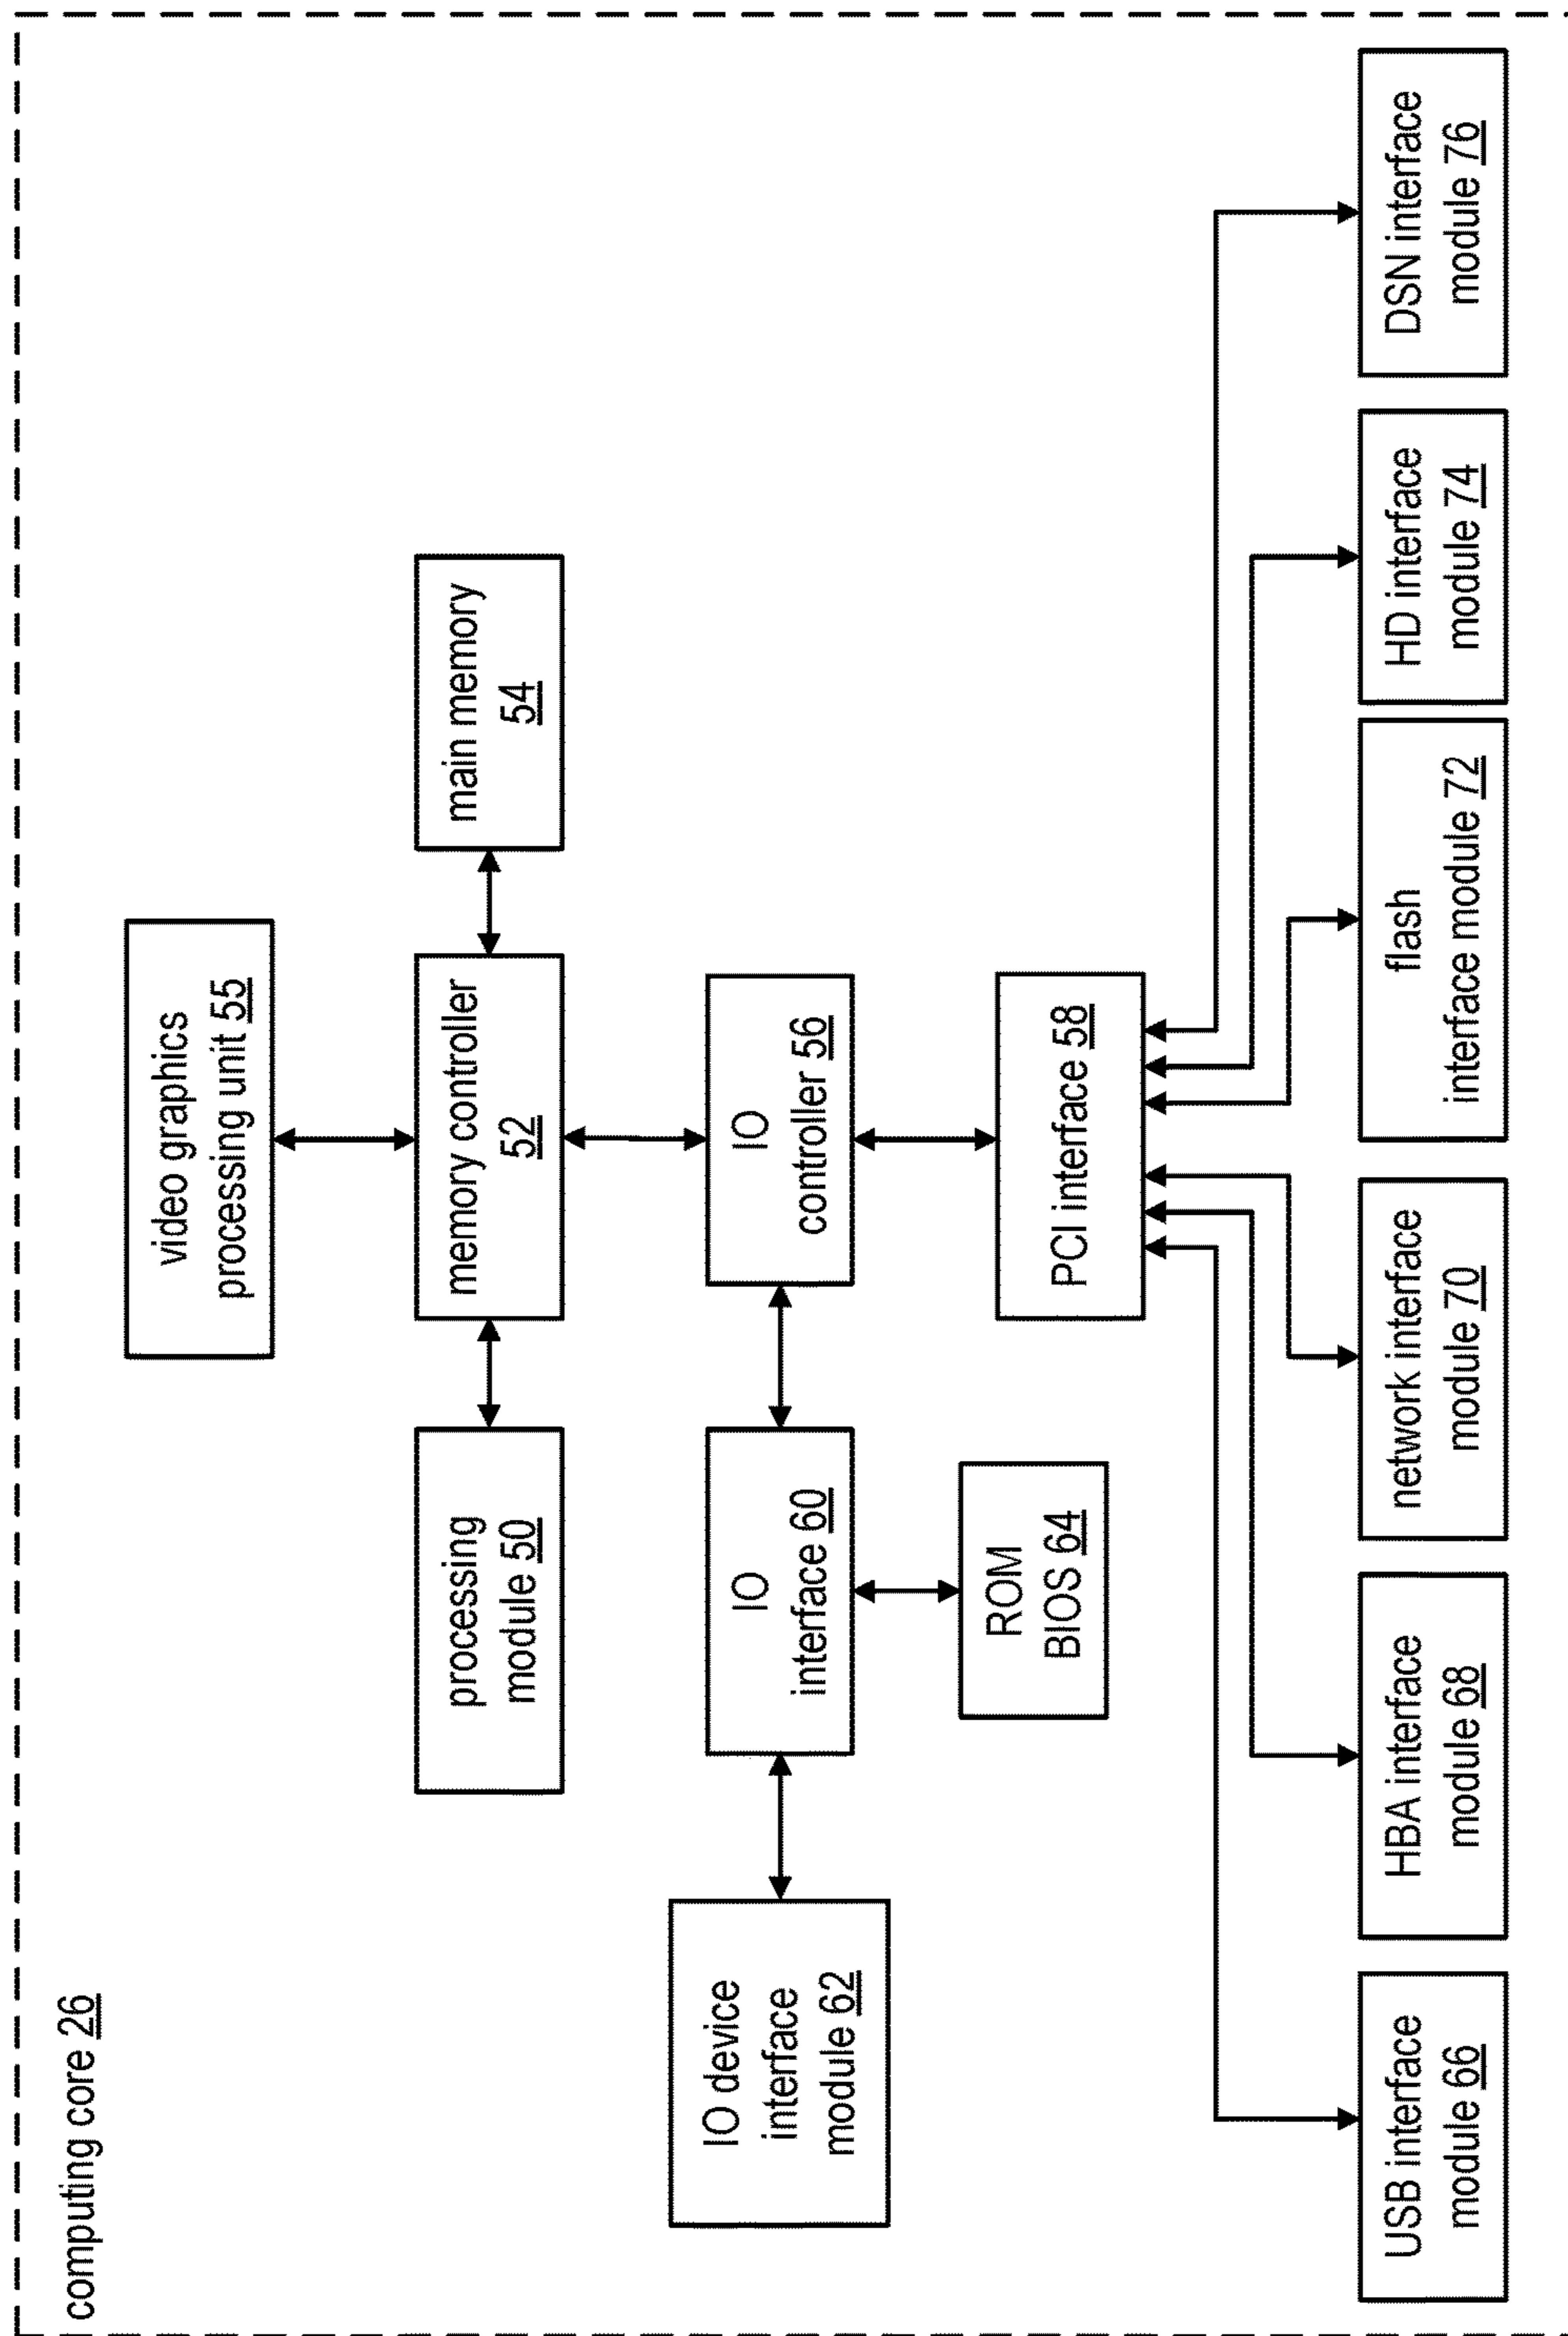 computing core 26
video graphics
processing unit 55
processing
module 50
memory controller
52
main memory
54
IO device
interface
module 62
IO
interface 60
IO
controller 56
ROM
BIOS 64
PCI interface 58
USB interface
module 66
HBA interface
module 68
network interface
module 70
flash
interface module 72
HD interface
module 74
DSN interface
module 76